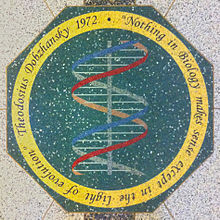 "Nothing in Biology makes sense except in the Light of evolution" Theodosius Dobzhansky 1972 •